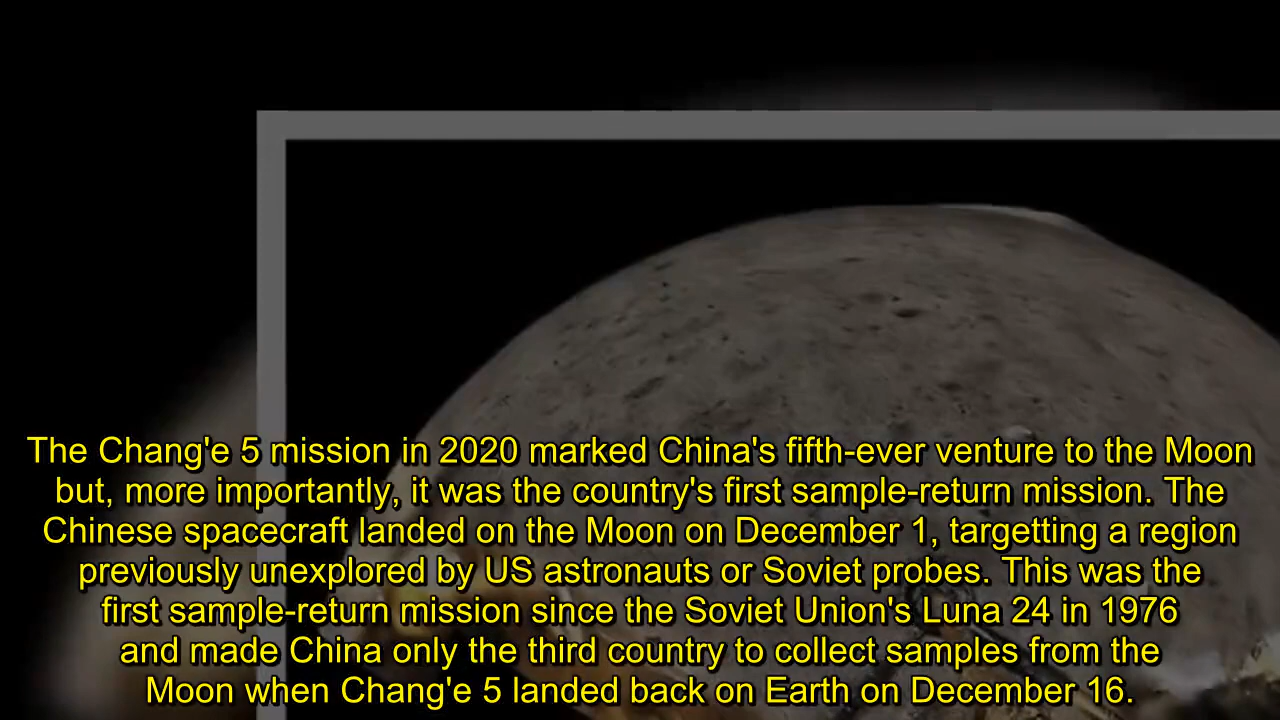 The Chang'e 5 mission in 2020 marked China's fifth-ever venture to the Moon
but, more importantly, it was the country's first sample-return mission. The
Chinese spacecraft landed on the Moon on December 1, targetting a region
previously unexplored by US astronauts or Soviet probes. This was the
first sample-return mission since the Soviet Union's Luna 24 in 1976
and made China only the third country to collect samples from the
Moon when Chang'e 5 landed back on Earth on December 16.